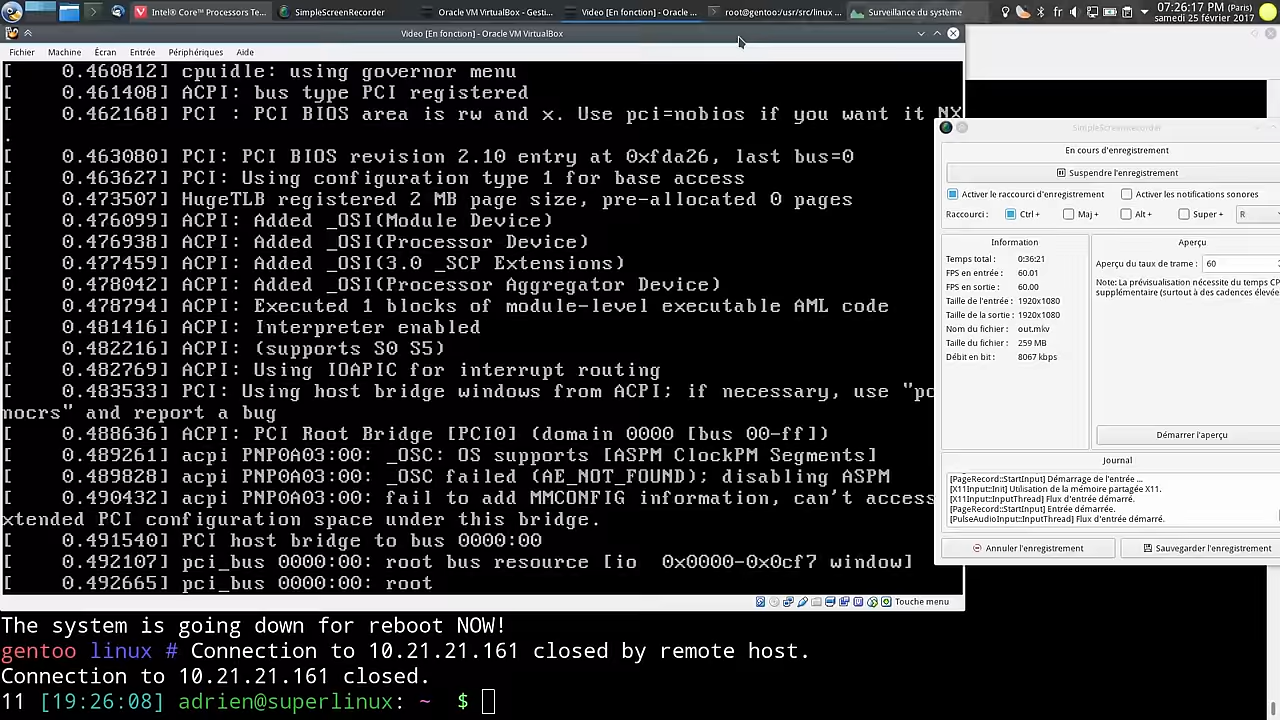 Intel® Core™ Processors Te...
SimpleScreenRecorder
Oracle VM VirtualBox – Gesti...
Video [En fonction] – Oracle ...
root@gentoo:/usr/src/linux ...
Surveillance du système
fr
07:26:17 PM (Paris)
samedi 25 février 2017
Video [En fonction] - Oracle VM VirtualBox
Fichier Machine Écran Entrée Périphériques Aide
[    0.460812] cpuidle: using governor menu
[    0.461408] ACPI: bus type PCI registered
[    0.462168] PCI : PCI BIOS area is rw and x. Use pci=nobios if you want it NX
.
[    0.463080] PCI: PCI BIOS revision 2.10 entry at 0xfda26, last bus=0
[    0.463627] PCI: Using configuration type 1 for base access
[    0.473507] HugeTLB registered 2 MB page size, pre-allocated 0 pages
[    0.476099] ACPI: Added _OSI(Module Device)
[    0.476938] ACPI: Added _OSI(Processor Device)
[    0.477459] ACPI: Added _OSI(3.0 _SCP Extensions)
[    0.478042] ACPI: Added _OSI(Processor Aggregator Device)
[    0.478794] ACPI: Executed 1 blocks of module-level executable AML code
[    0.481416] ACPI: Interpreter enabled
[    0.482216] ACPI: (supports S0 S5)
[    0.482769] ACPI: Using IOAPIC for interrupt routing
[    0.483533] PCI: Using host bridge windows from ACPI; if necessary, use "pc
nocrs" and report a bug
[    0.488636] ACPI: PCI Root Bridge [PCI0] (domain 0000 [bus 00-ff])
[    0.489261] acpi PNP0A03:00: _OSC: OS supports [ASPM ClockPM Segments]
[    0.489828] acpi PNP0A03:00: _OSC failed (AE_NOT_FOUND); disabling ASPM
[    0.490432] acpi PNP0A03:00: fail to add MMCONFIG information, can't access
xtended PCI configuration space under this bridge.
[    0.491540] PCI host bridge to bus 0000:00
[    0.492107] pci_bus 0000:00: root bus resource [io  0x0000-0x0cf7 window]
[    0.492665] pci_bus 0000:00: root
Touche menu
The system is going down for reboot NOW!
gentoo linux # Connection to 10.21.21.161 closed by remote host.
Connection to 10.21.21.161 closed.
11 [19:26:08] adrien@superlinux: ~ $
SimpleScreenRecorder
En cours d'enregistrement
Suspendre l'enregistrement
Activer le raccourci d'enregistrement Activer les notifications sonores
Raccourci : Ctrl + Maj + Alt + Super + R
Information
Temps total : 0:36:21
FPS en entrée : 60.01
FPS en sortie : 60.00
Taille de l'entrée : 1920x1080
Taille de la sortie : 1920x1080
Nom du fichier : out.mkv
Taille du fichier : 259 MB
Débit en bit : 8067 kbps
Aperçu
Aperçu du taux de trame : 60
Note: La prévisualisation nécessite du temps CP
supplémentaire (surtout à des cadences élevée
Démarrer l'aperçu
Journal
[PageRecord::StartInput] Démarrage de l'entrée ...
[X11Input::Init] Utilisation de la mémoire partagée X11.
[X11Input::InputThread] Flux d'entrée démarré.
[PageRecord::StartInput] Entrée démarrée.
[PulseAudioInput::InputThread] Flux d'entrée démarré.
Annuler l'enregistrement
Sauvegarder l'enregistrement